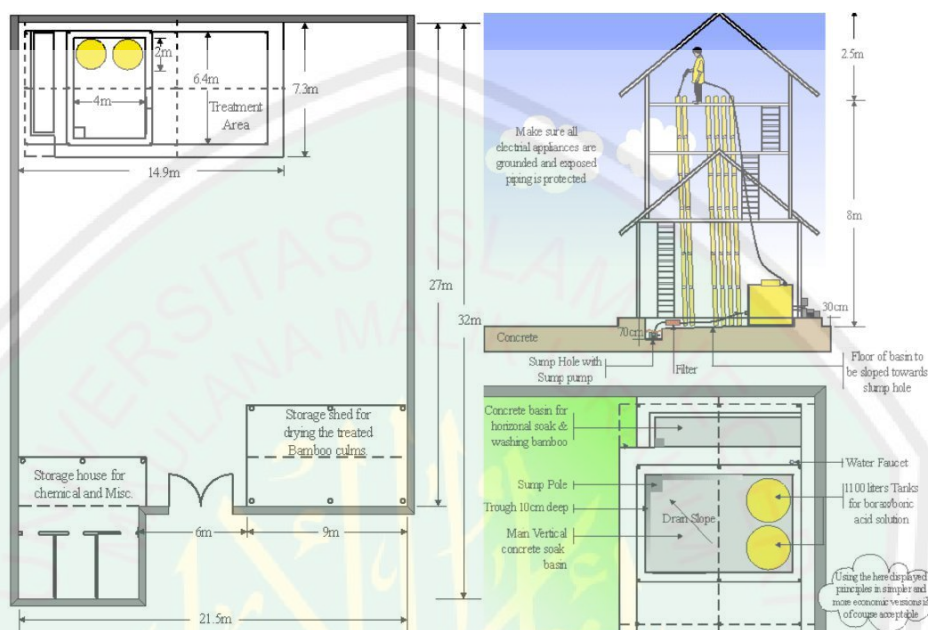 2m
4m
6.4m
7.3m
Treatment
Area
14.9m
27m
32m
Storage shed for
drying the treated
Bamboo culms.
Storage house for
chemical and Misc.
6m
9m
21.5m
2.5m
Make sure all
electrial appliances are
grounded and exposed
piping is protected
8m
30cm
70cm
Concrete
Sump Hole with
Sump pump
Filter
Floor of basin to
be sloped towards
slump hole
Concrete basin for
horizonal soak &
washing bamboo
Water Faucet
Sump Pole
1100 liters Tanks
for borax/boric
acid solution
Trough 10cm deep
Drain Slope
Main Vertical
concrete soak
basin
Using the here displayed
principles in simpler and
more economic versions is
of course acceptable
UNIVERSITAS ISLAM
MAULANA MALIK